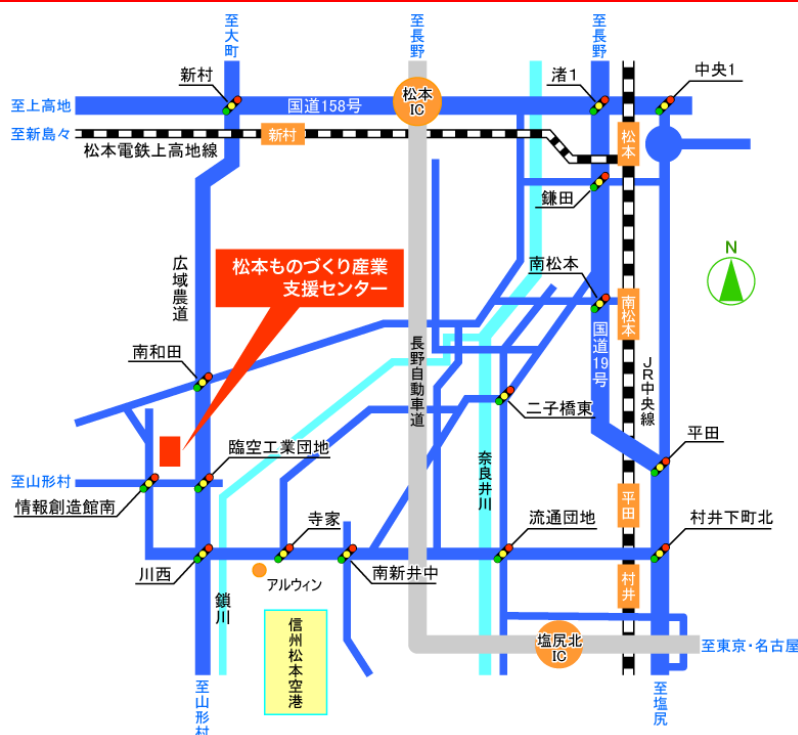 至大町
至長野
至長野
新村
松本
IC
渚1
中央1
至上高地
国道158号
至新島々
新村
松本
松本電鉄上高地線
鎌田
N
広域農道
松本ものづくり産業
支援センター
南松本
南松本
国道19号
長野自動車道
JR中央線
南和田
二子橋東
平田
臨空工業団地
奈良井川
至山形村
情報創造館南
平田
寺家
流通団地
村井下町北
川西
アルウィン
南新井中
村井
鎖川
信州松本空港
塩尻北
IC
至東京・名古屋
至山形村
至塩尻